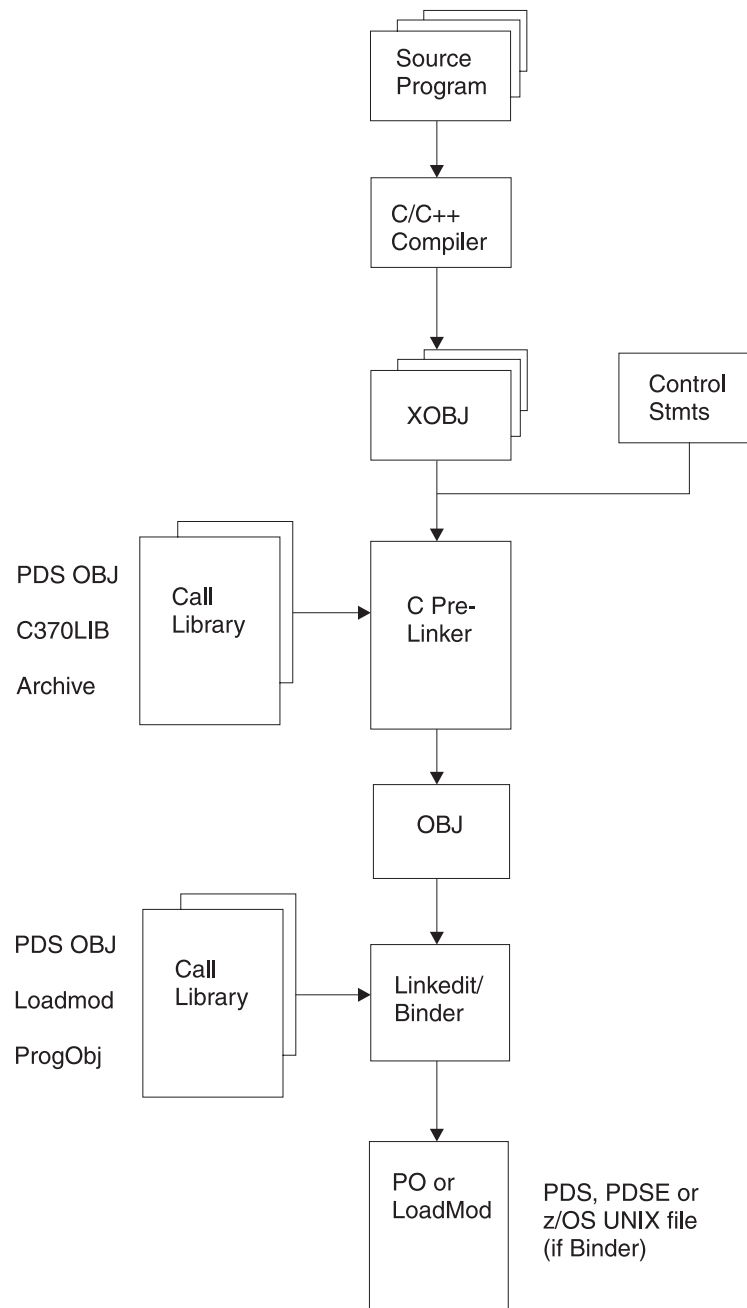 Source
Program
C/C++
Compiler
XOBJ
Control
Stmts
PDS OBJ
C370LIB
Archive
Call
Library
C Pre-
Linker
OBJ
PDS OBJ
Loadmod
ProgObj
Call
Library
Linkedit/
Binder
PO or
LoadMod
PDS, PDSE or
z/OS UNIX file
(if Binder)